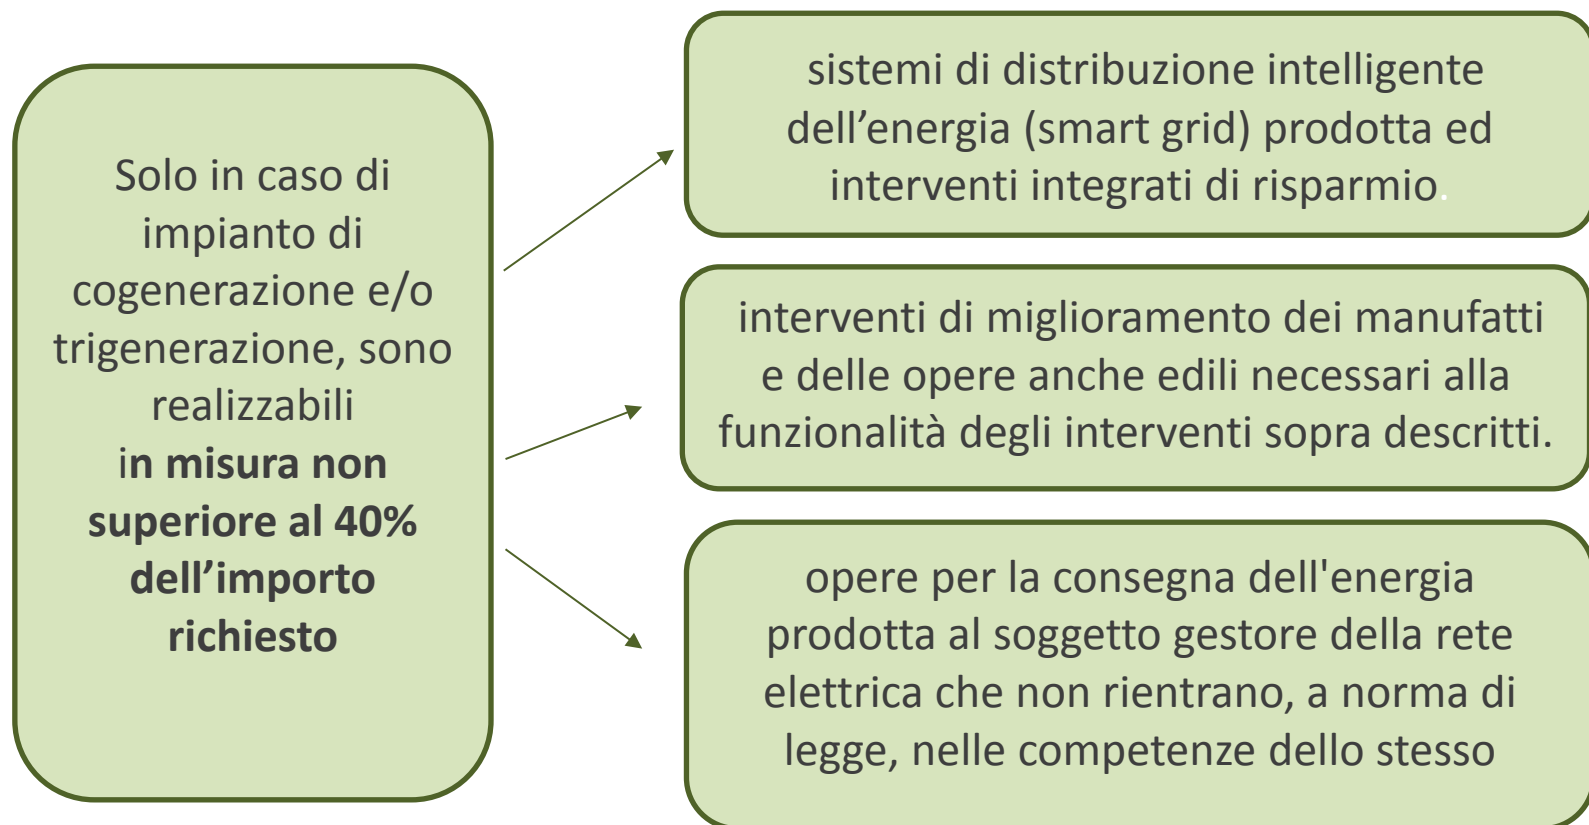 Solo in caso di
impianto di
cogenerazione e/o
trigenerazione, sono
realizzabili
in misura non
superiore al 40%
dell’importo
richiesto
sistemi di distribuzione intelligente
dell’energia (smart grid) prodotta ed
interventi integrati di risparmio.
interventi di miglioramento dei manufatti
e delle opere anche edili necessari alla
funzionalità degli interventi sopra descritti.
opere per la consegna dell'energia
prodotta al soggetto gestore della rete
elettrica che non rientrano, a norma di
legge, nelle competenze dello stesso